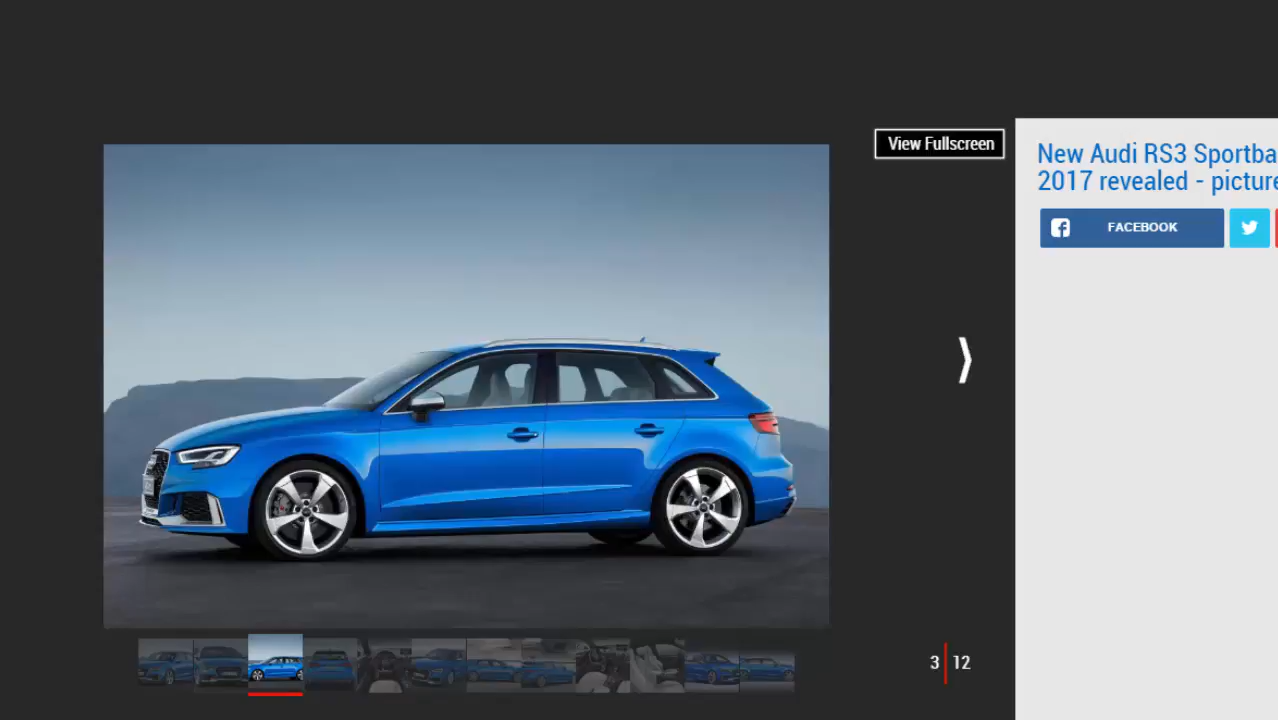 View Fullscreen
New Audi RS3 Sportba
2017 revealed - picture
FACEBOOK
3 12